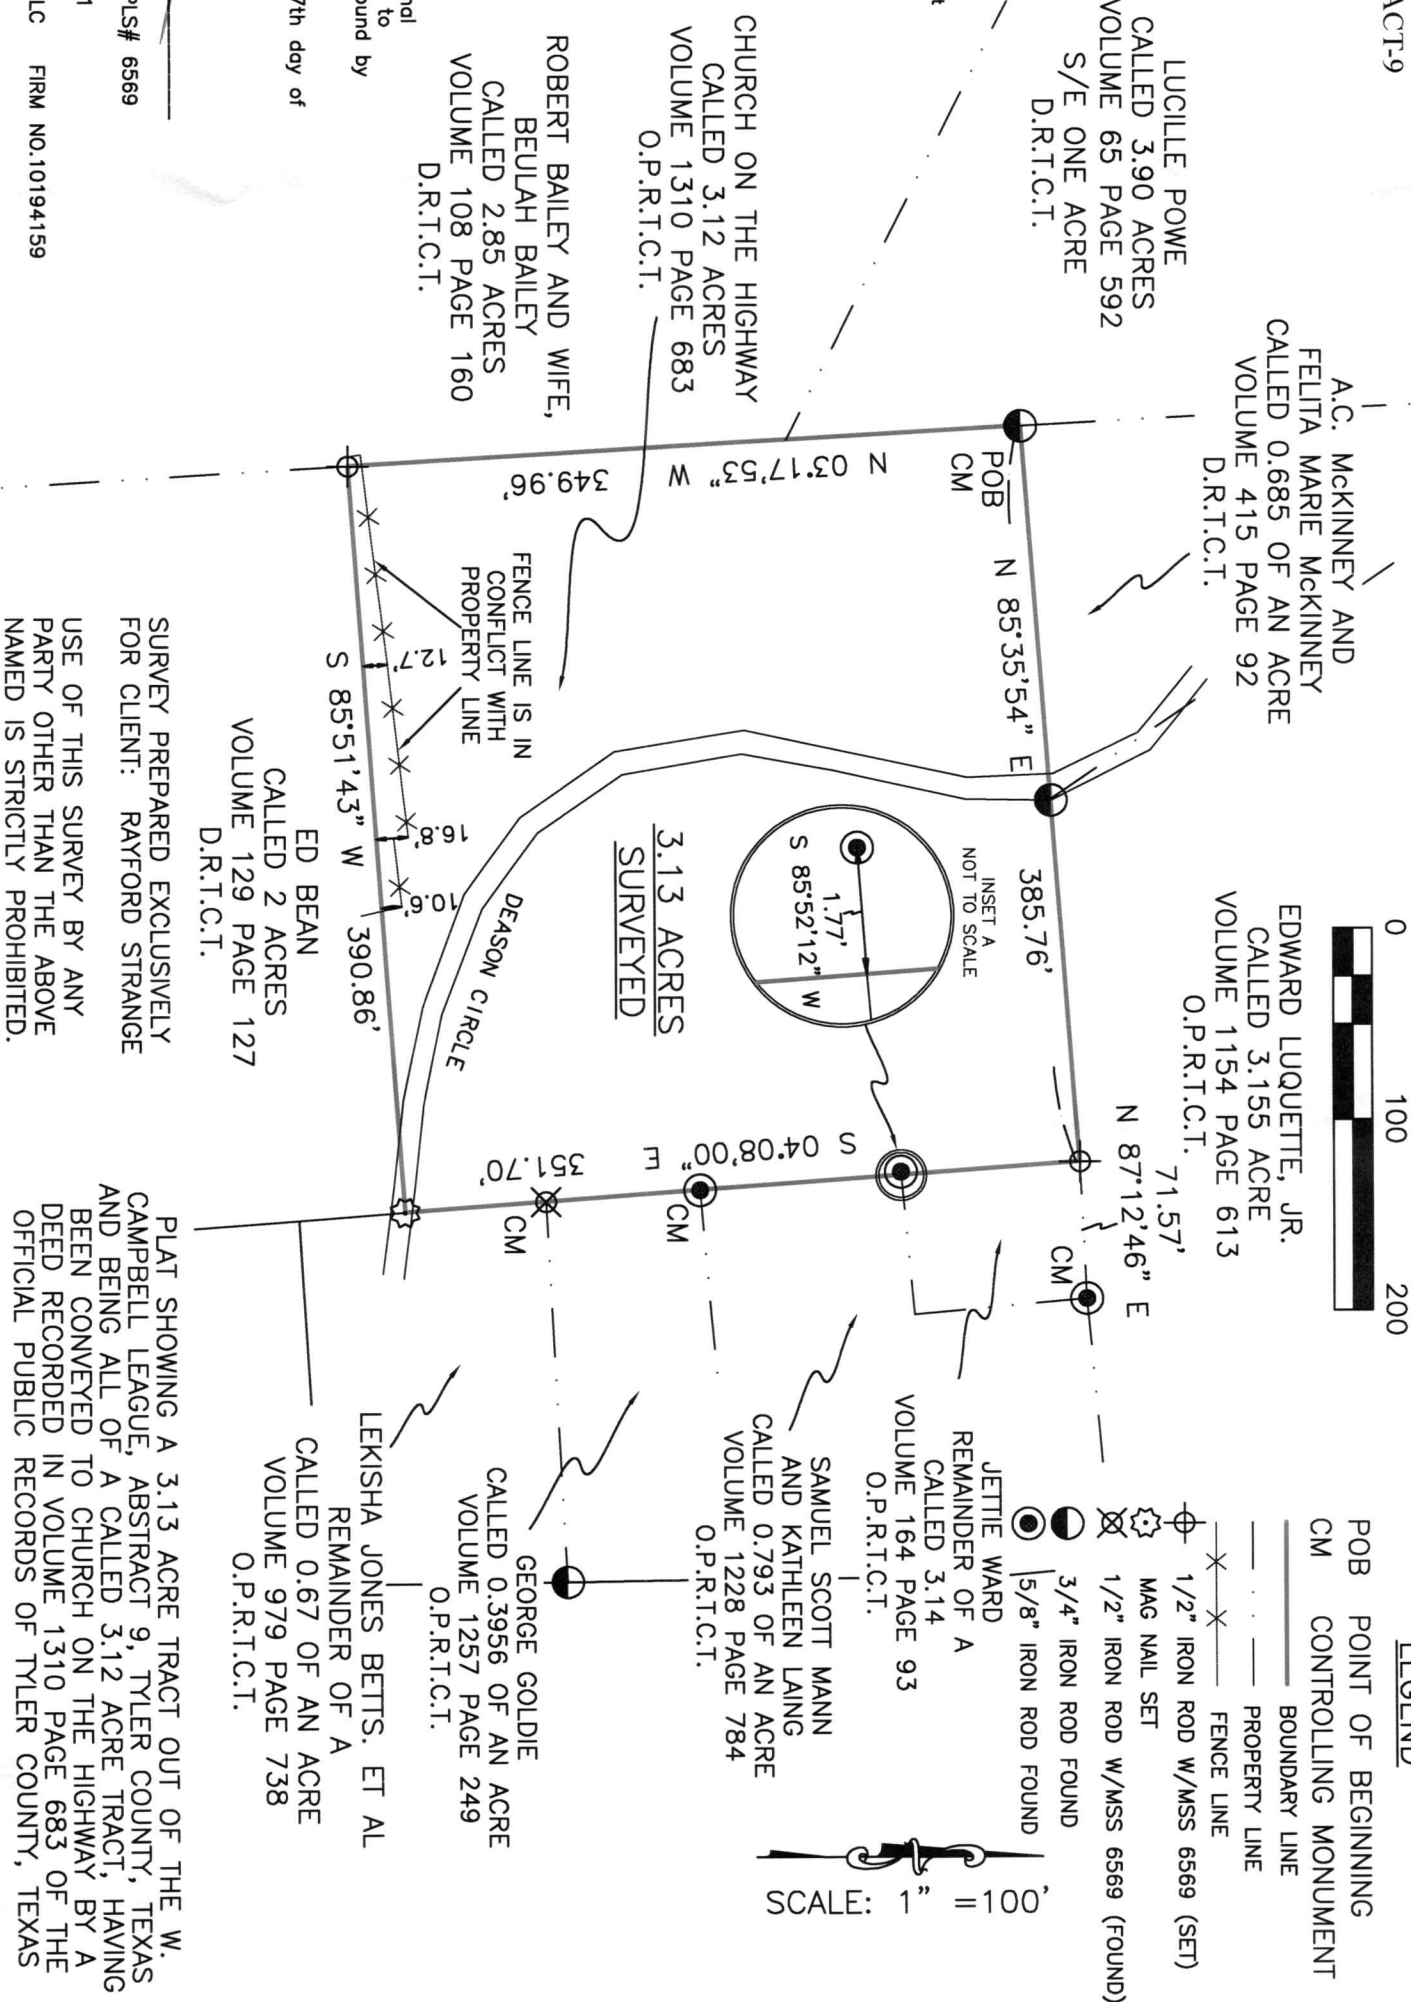 ACT-9
LUCILLE POWE
CALLED 3.90 ACRES
VOLUME 65 PAGE 592
S/E ONE ACRE
D.R.T.C.T.
A.C. McKINNEY AND
FELITA MARIE McKINNEY
CALLED 0.685 OF AN ACRE
VOLUME 415 PAGE 92
D.R.T.C.T.
0 100 200
EDWARD LUQUETTE, JR.
CALLED 3.155 ACRE
VOLUME 1154 PAGE 613
O.P.R.T.C.T.
LEGEND
POB POINT OF BEGINNING
CM CONTROLLING MONUMENT
BOUNDARY LINE
PROPERTY LINE
FENCE LINE
1/2" IRON ROD W/MSS 6569 (SET)
MAG NAIL SET
1/2" IRON ROD W/MSS 6569 (FOUND)
3/4" IRON ROD FOUND
5/8" IRON ROD FOUND
SCALE: 1" =100'
CHURCH ON THE HIGHWAY
CALLED 3.12 ACRES
VOLUME 1310 PAGE 683
O.P.R.T.C.T.
POB
CM
N 85°35'54" E
385.76'
71.57'
N 87°12'46" E
CM
N 03°17'53" W
349.96'
INSET A
NOT TO SCALE
1.77'
S 85°52'12" W
3.13 ACRES
SURVEYED
S 04°08'00" E
351.70'
CM
CM
JETTIE WARD
REMAINDER OF A
CALLED 3.14
VOLUME 164 PAGE 93
O.P.R.T.C.T.
SAMUEL SCOTT MANN
AND KATHLEEN LAING
CALLED 0.793 OF AN ACRE
VOLUME 1228 PAGE 784
O.P.R.T.C.T.
GEORGE GOLDIE
CALLED 0.3956 OF AN ACRE
VOLUME 1257 PAGE 249
O.P.R.T.C.T.
LEKISHA JONES BETTS. ET AL
REMAINDER OF A
CALLED 0.67 OF AN ACRE
VOLUME 979 PAGE 738
O.P.R.T.C.T.
ROBERT BAILEY AND WIFE,
BEULAH BAILEY
CALLED 2.85 ACRES
VOLUME 108 PAGE 160
D.R.T.C.T.
FENCE LINE IS IN
CONFLICT WITH
PROPERTY LINE
12.7'
16.8'
10.6'
DEASON CIRCLE
S 85°51'43" W
390.86'
ED BEAN
CALLED 2 ACRES
VOLUME 129 PAGE 127
D.R.T.C.T.
nal
to
ound by
7th day of
PLS# 6569
LC FIRM NO.10194159
SURVEY PREPARED EXCLUSIVELY
FOR CLIENT: RAYFORD STRANGE
USE OF THIS SURVEY BY ANY
PARTY OTHER THAN THE ABOVE
NAMED IS STRICTLY PROHIBITED.
PLAT SHOWING A 3.13 ACRE TRACT OUT OF THE W.
CAMPBELL LEAGUE, ABSTRACT 9, TYLER COUNTY, TEXAS
AND BEING ALL OF A CALLED 3.12 ACRE TRACT, HAVING
BEEN CONVEYED TO CHURCH ON THE HIGHWAY BY A
DEED RECORDED IN VOLUME 1310 PAGE 683 OF THE
OFFICIAL PUBLIC RECORDS OF TYLER COUNTY, TEXAS